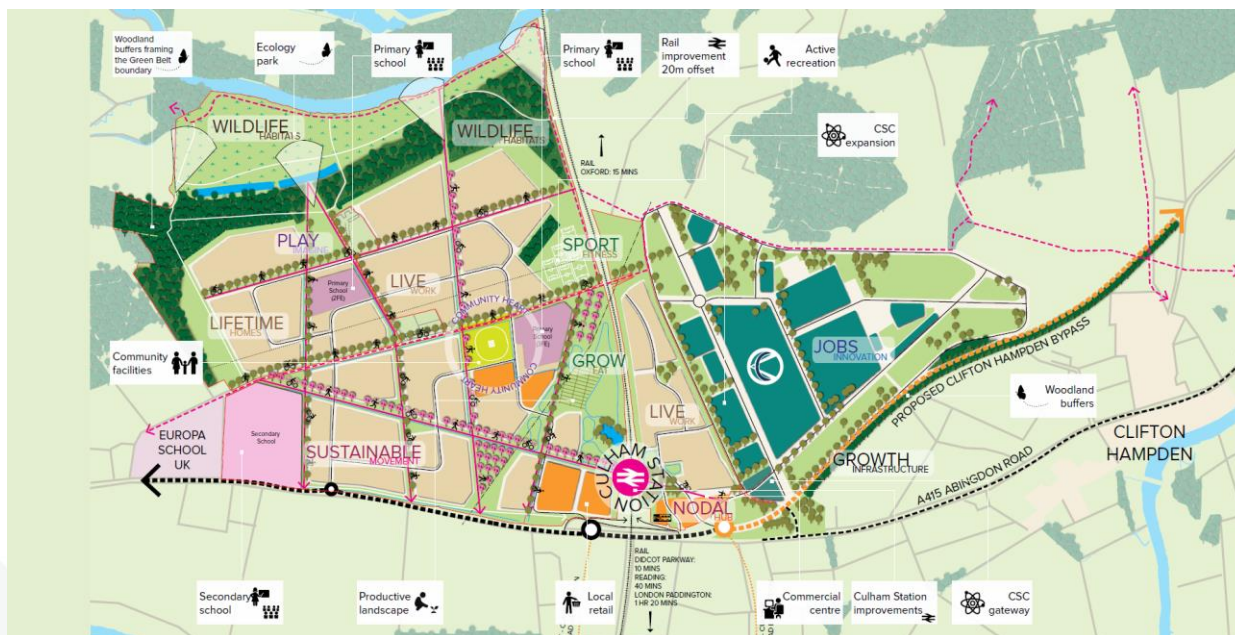 Woodland
buffers framing
the Green Belt
boundary
Ecology
park
Primary
school
Primary
school
Rail
improvement
20m offset
Active
recreation
WILDLIFE
HABITATS
WILDLIFE
HABITATS
RAIL
OXFORD: 15 MINS
CSC
expansion
PLAY
SPORT
FITNESS
Primary
School
(2FE)
LIVE
WORK
COMMUNITY HEART
LIFETIME
HOMES
Primary
School
JOBS
INNOVATION
PROPOSED CLIFTON HAMPDEN BYPASS
Community
facilities
GROW
EAT
COMMUNITY HEART
Woodland
buffers
LIVE
WORK
EUROPA
SCHOOL
UK
Secondary
School
SUSTAINABLE
MOVEMENT
CULHAM STATION
GROWTH
INFRASTRUCTURE
A415 ABINGDON ROAD
CLIFTON
HAMPDEN
NODAL
HUB
RAIL
DIDCOT PARKWAY:
10 MINS
READING:
40 MINS
LONDON PADDINGTON:
1 HR 20 MINS
Secondary
school
Productive
landscape
Local
retail
Commercial
centre
Culham Station
improvements
CSC
gateway